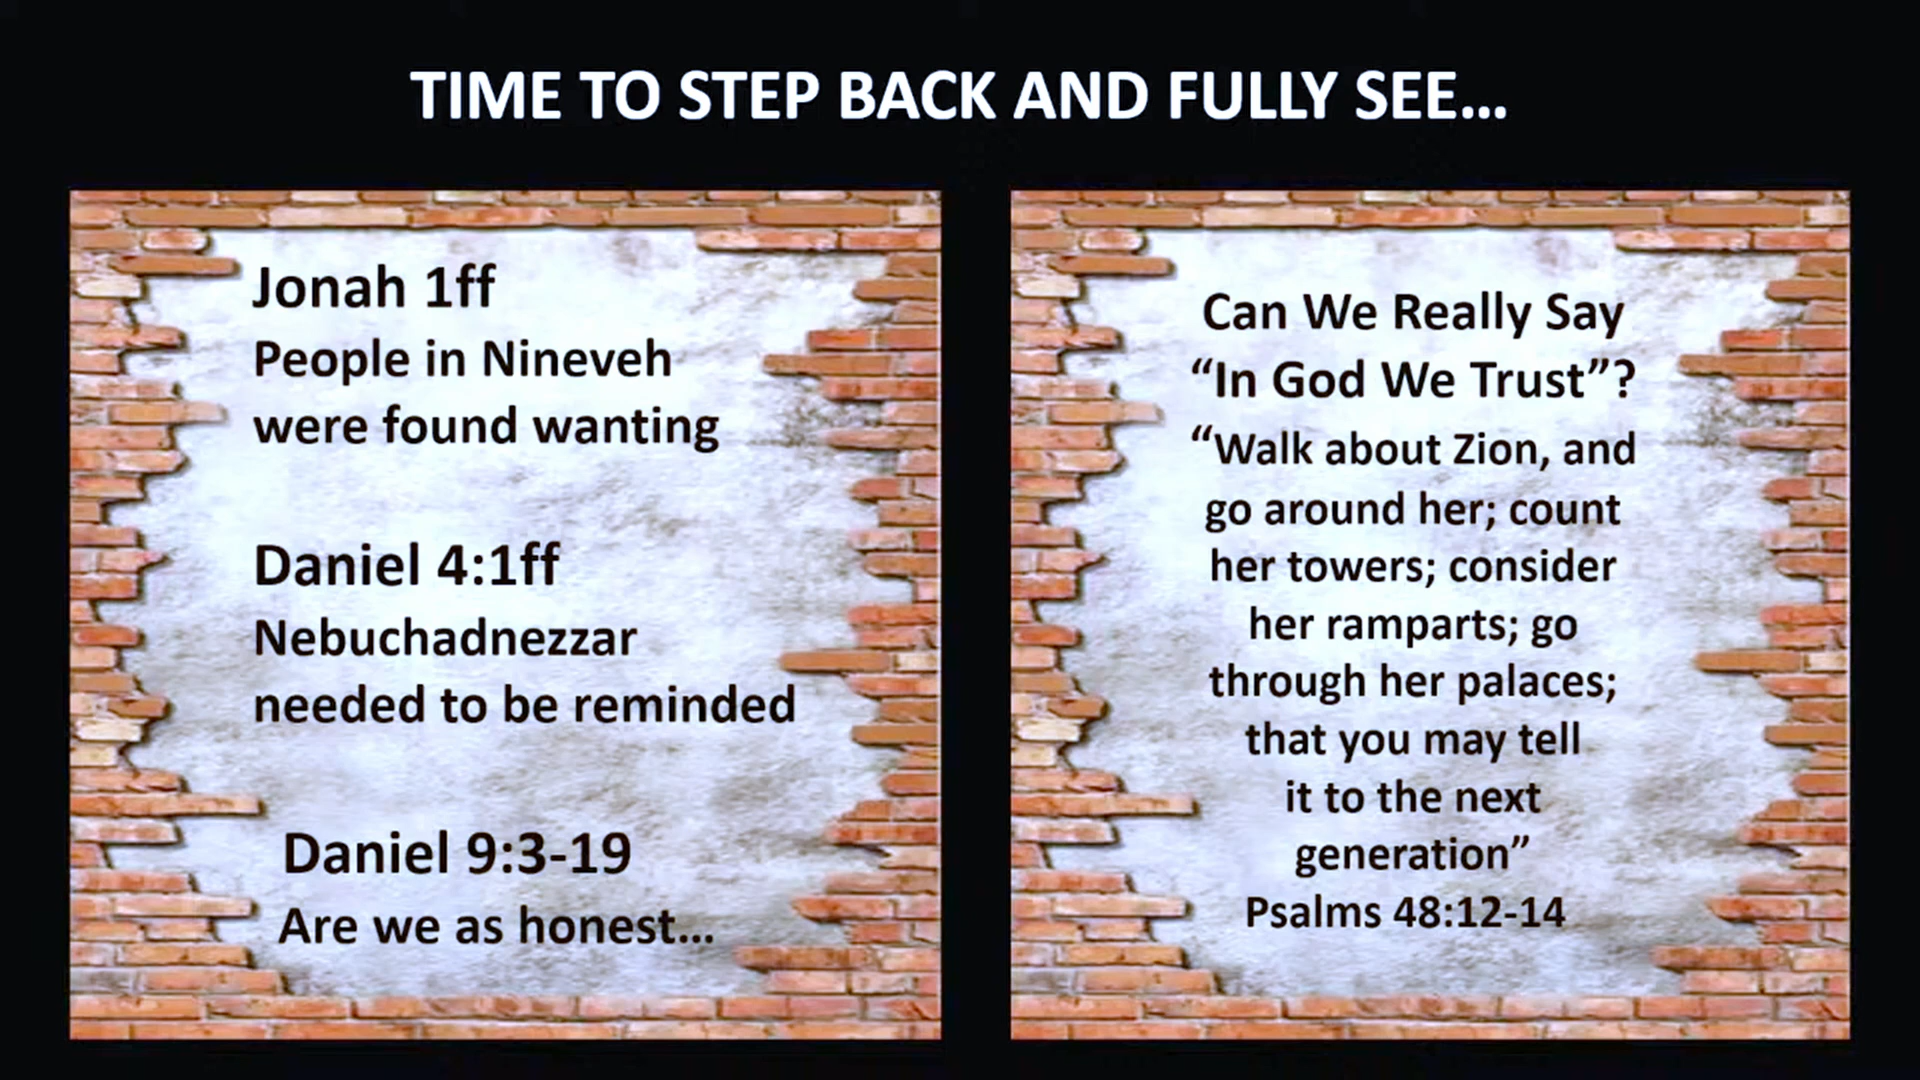 TIME TO STEP BACK AND FULLY SEE...
Jonah 1ff
People in Nineveh
were found wanting
Daniel 4:1ff
Nebuchadnezzar
needed to be reminded
Daniel 9:3-19
Are we as honest...
Can We Really Say
“In God We Trust”?
“Walk about Zion, and
go around her; count
her towers; consider
her ramparts; go
through her palaces;
that you may tell
it to the next
generation”
Psalms 48:12-14